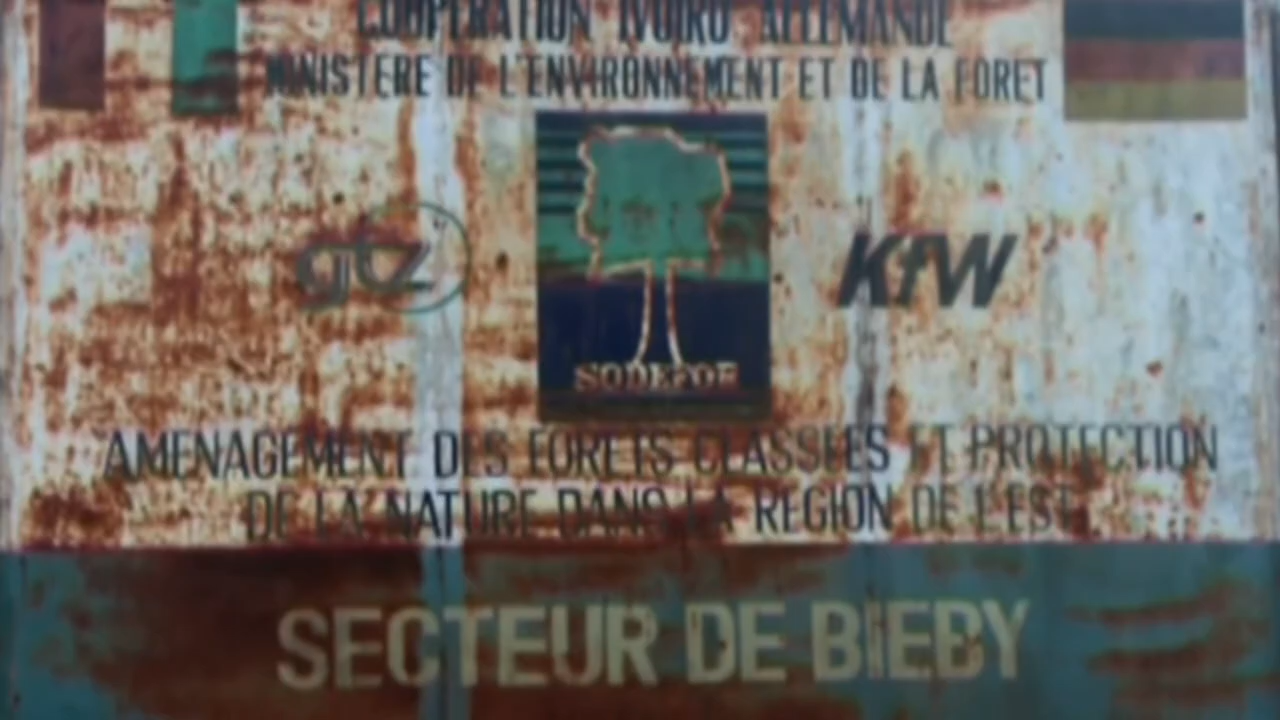 COOPERATION IVOIRO ALLEMANDE
MINISTERE DE L'ENVIRONNEMENT ET DE LA FORET
gtz
KfW
SODEFOR
AMENAGEMENT DES FORETS CLASSEES ET PROTECTION
DE LA NATURE DANS LA REGION DE L'EST
SECTEUR DE BIEBY